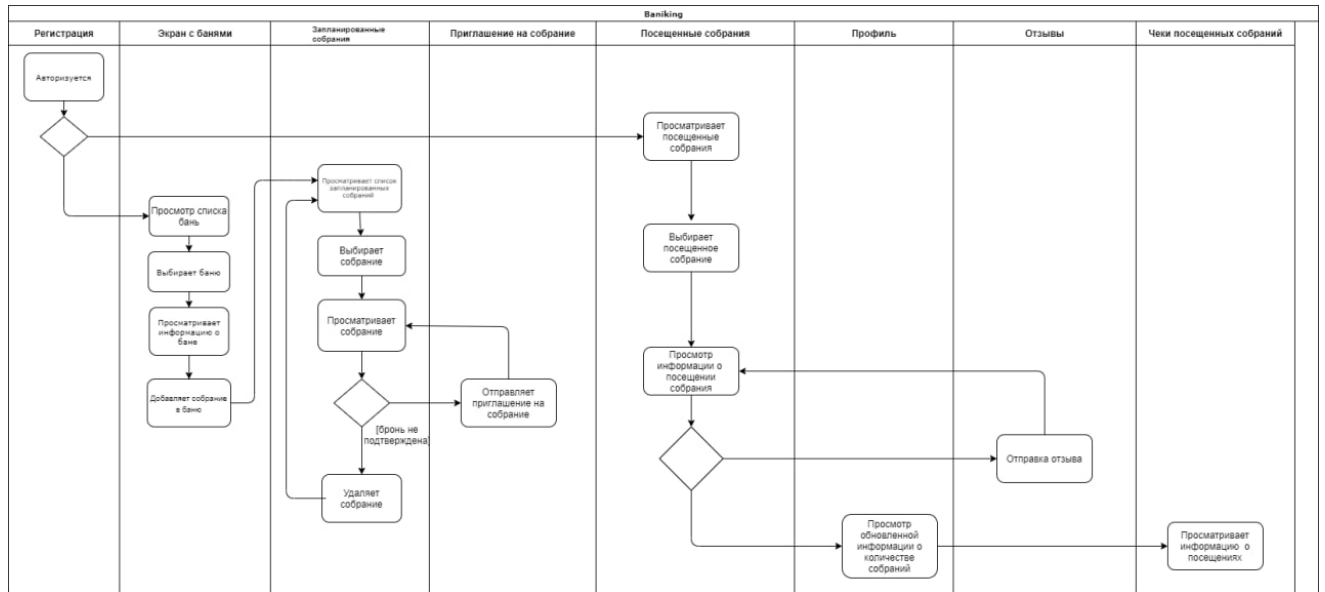 Baniking
Регистрация
Экран с банями
Запланированные
собрания
Приглашение на собрание
Посещенные собрания
Профиль
Отзывы
Чеки посещенных собраний
Авторизуется
Просмотр списка
бань
Выбирает баню
Просматривает
информацию о
бане
Добавляет собрание
в баню
Просматривает список
запланированных
собраний
Выбирает
собрание
Просматривает
собрание
[бронь не
подтверждена]
Удаляет
собрание
Отправляет
приглашение на
собрание
Просматривает
посещенные
собрания
Выбирает
посещенное
собрание
Просмотр
информации о
посещении
собрания
Просмотр
обновленной
информации о
количестве
собраний
Отправка отзыва
Просматривает
информацию о
посещениях